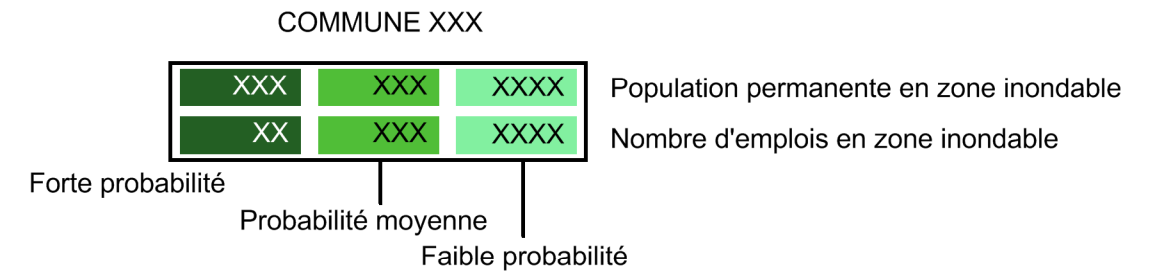 COMMUNE XXX
XXX XXX XXXX Population permanente en zone inondable
XX XXX XXXX Nombre d'emplois en zone inondable
Forte probabilité
Probabilité moyenne
Faible probabilité